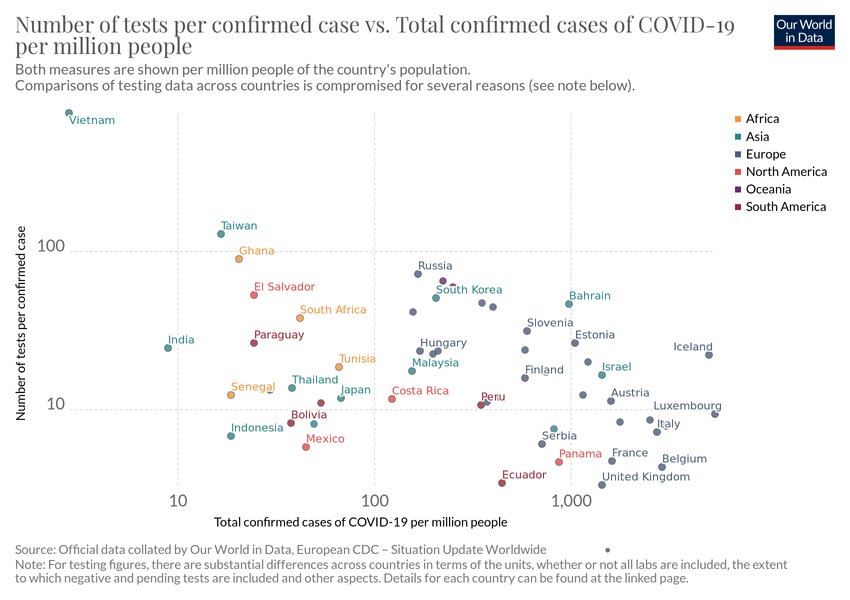 Number of tests per confirmed case vs. Total confirmed cases of COVID-19
per million people
Our World
in Data
Both measures are shown per million people of the country's population.
Comparisons of testing data across countries is compromised for several reasons (see note below).
Vietnam
Africa
Asia
Europe
North America
Oceania
South America
Number of tests per confirmed case
100
10
Taiwan
Ghana
Russia
El Salvador
South Korea
Bahrain
South Africa
Slovenia
India
Paraguay
Hungary
Estonia
Iceland
Tunisia
Malaysia
Finland
Israel
Senegal
Thailand
Japan
Costa Rica
Peru
Austria
Luxembourg
Bolivia
Indonesia
Mexico
Serbia
Italy
Panama
France
Belgium
Ecuador
United Kingdom
10
100
1,000
Total confirmed cases of COVID-19 per million people
Source: Official data collated by Our World in Data, European CDC – Situation Update Worldwide
Note: For testing figures, there are substantial differences across countries in terms of the units, whether or not all labs are included, the extent
to which negative and pending tests are included and other aspects. Details for each country can be found at the linked page.